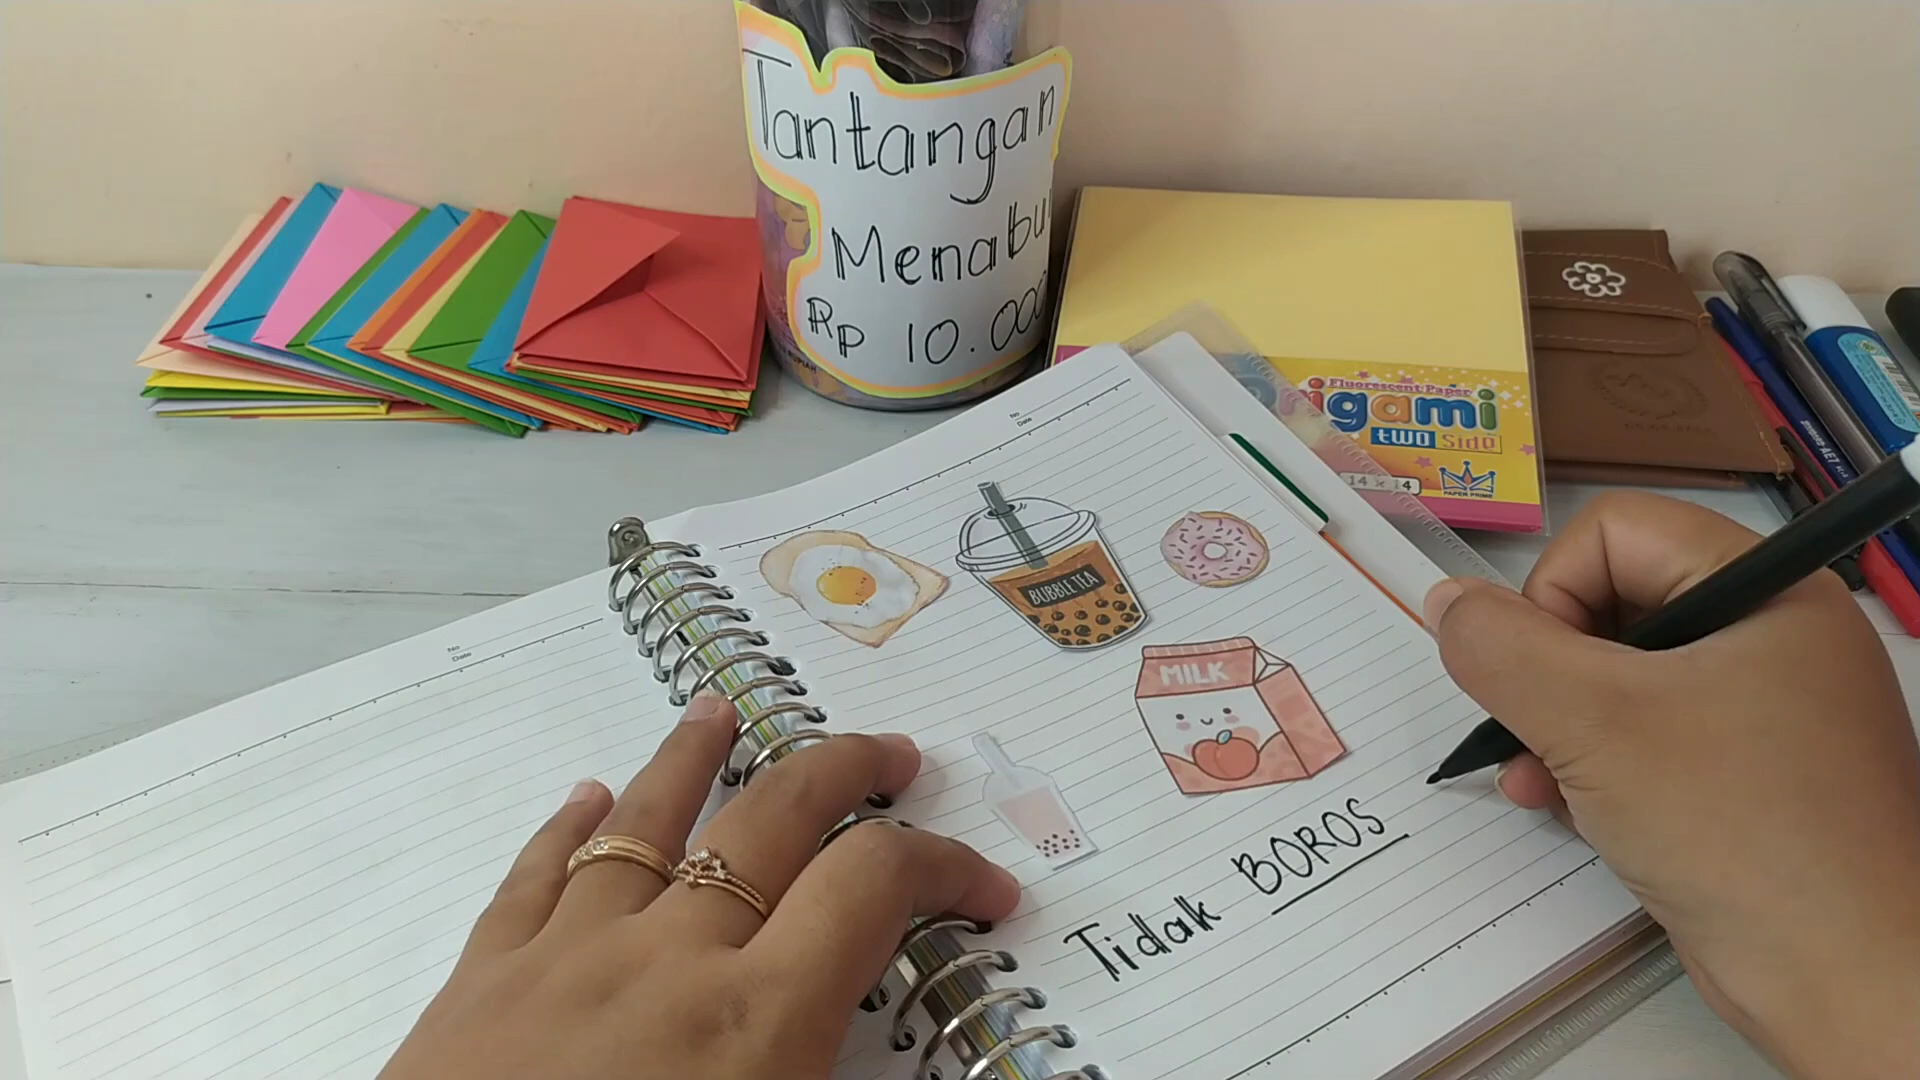 Tantangan
Menabu
Rp 10.000
Fluorescent Paper
Origami
two Side
14 x 14
PAPER PRIME
No
Date
No
Date
BUBBLE TEA
MILK
Tidak BOROS